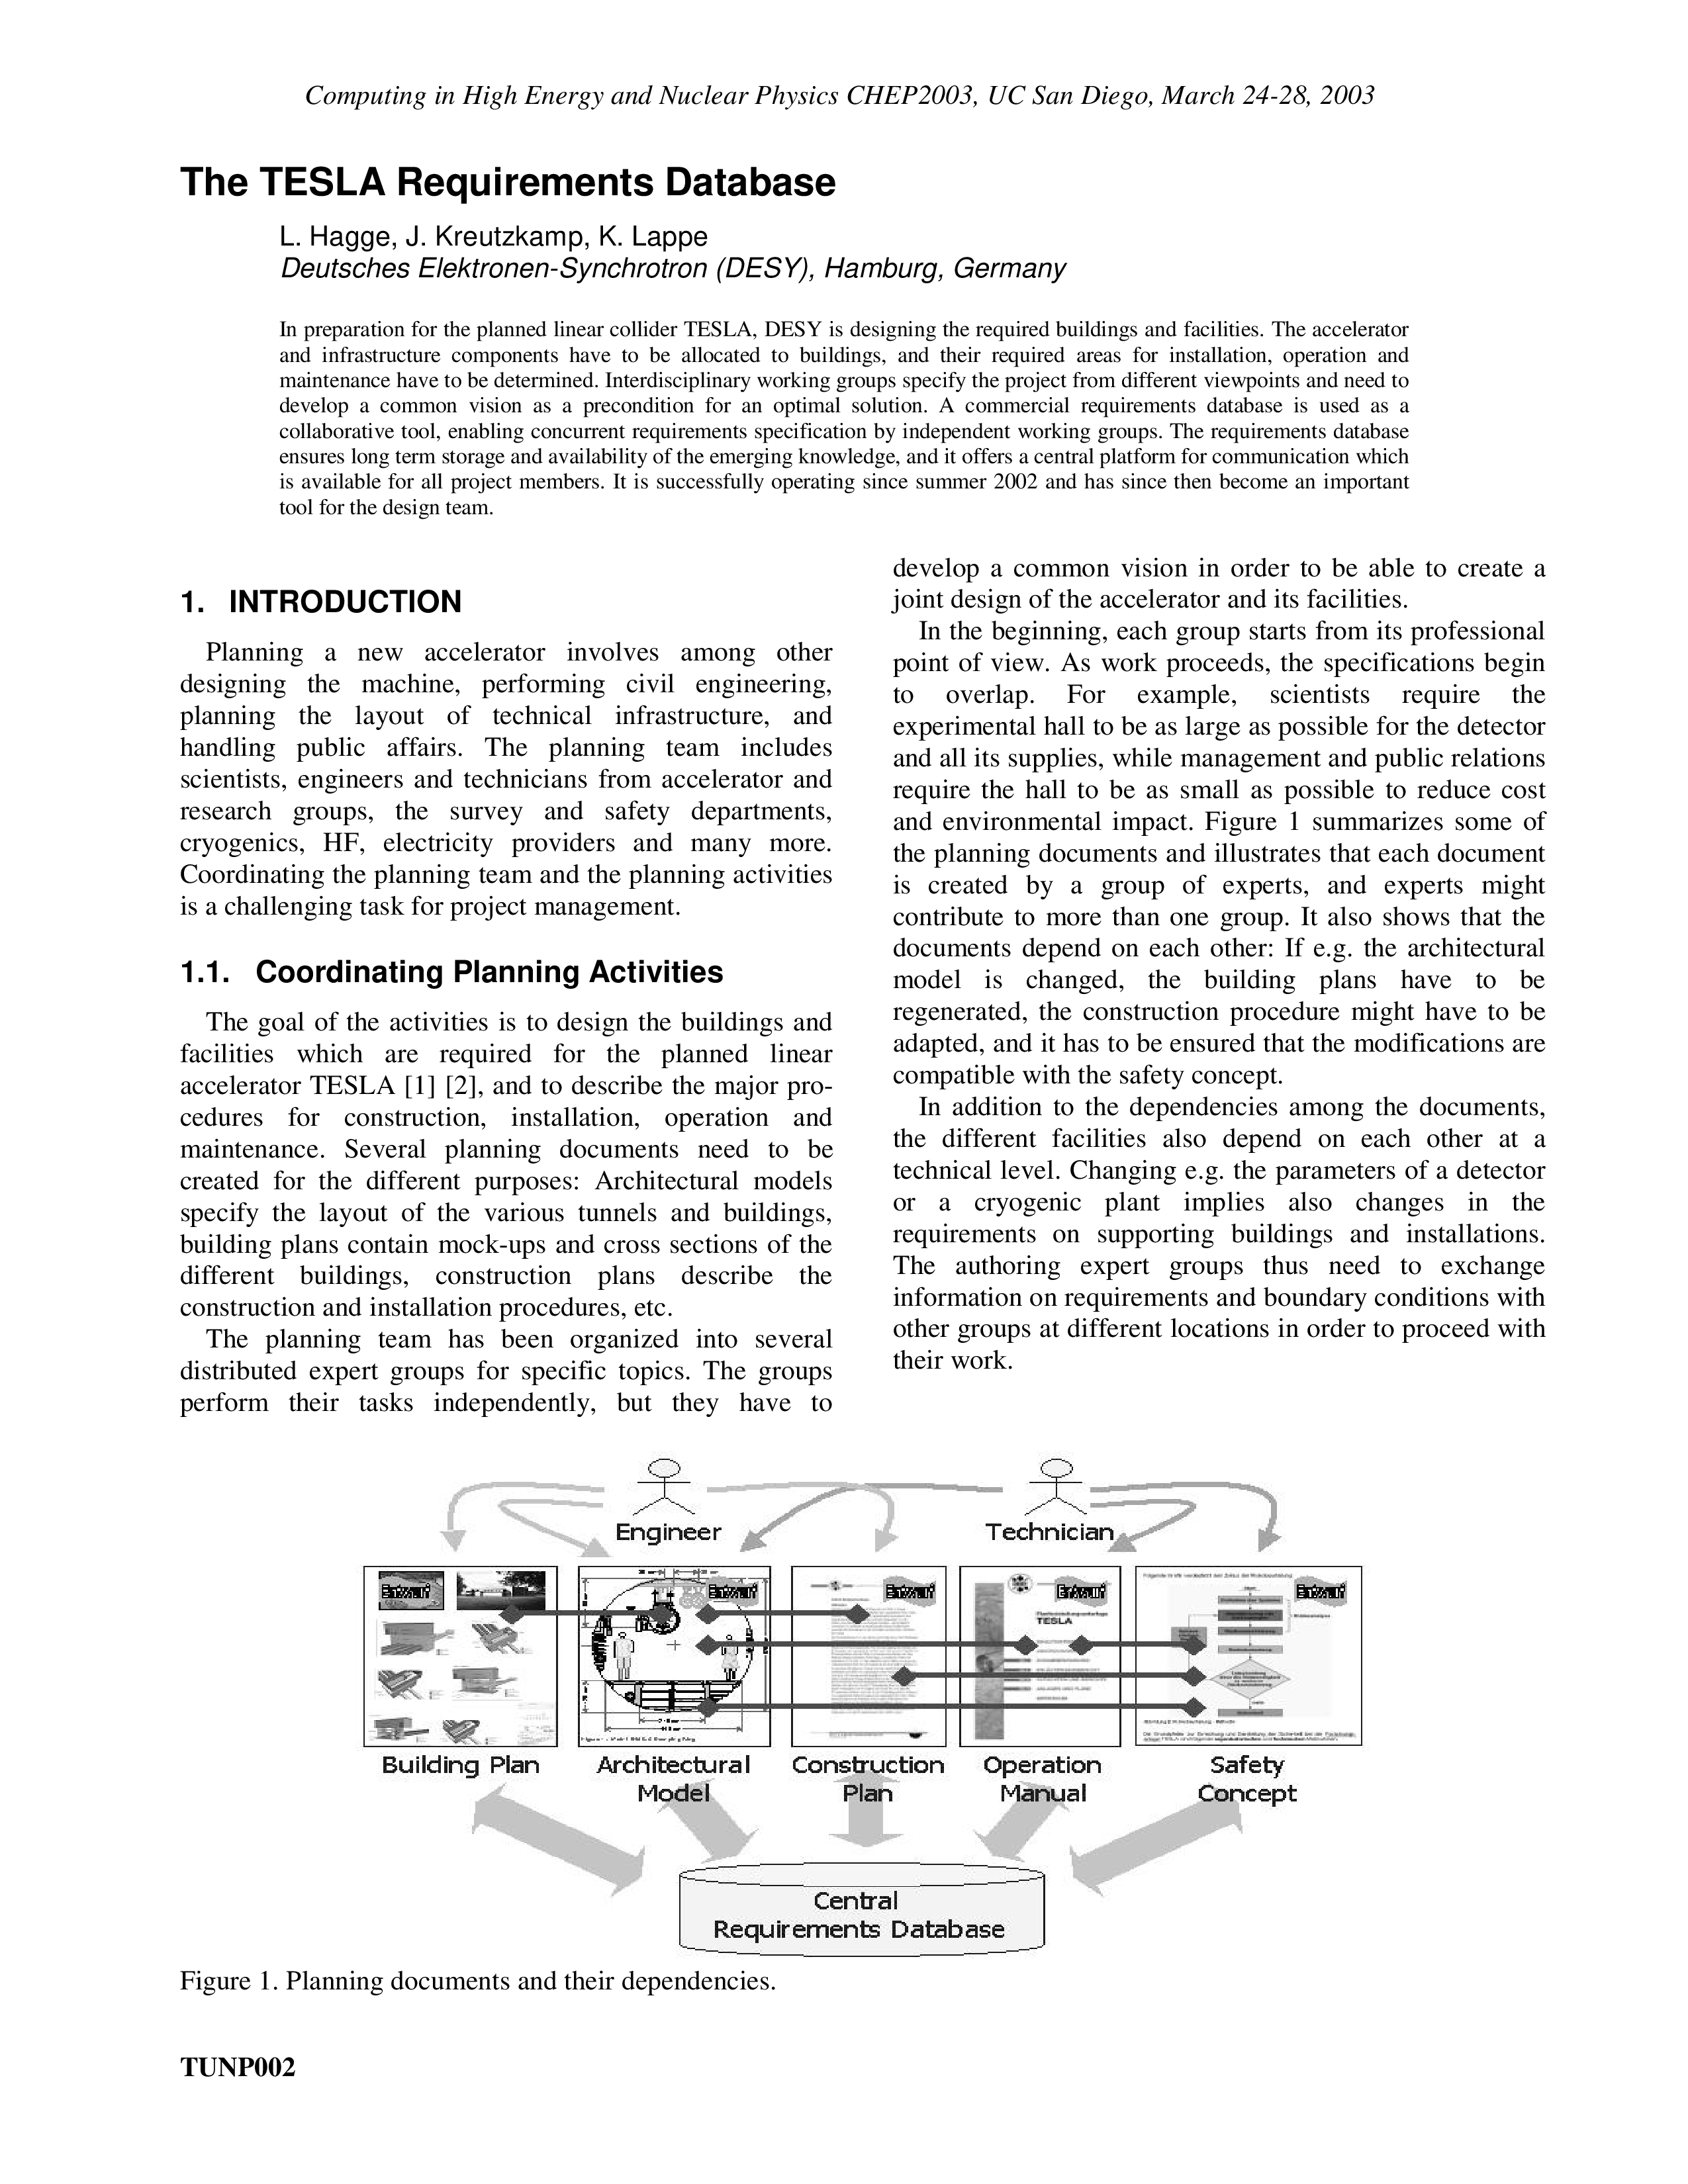 Computing in High Energy and Nuclear Physics CHEP2003, UC San Diego, March 24-28, 2003
The TESLA Requirements Database
L. Hagge, J. Kreutzkamp, K. Lappe
Deutsches Elektronen-Synchrotron (DESY), Hamburg, Germany
In preparation for the planned linear collider TESLA, DESY is designing the required buildings and facilities. The accelerator
and infrastructure components have to be allocated to buildings, and their required areas for installation, operation and
maintenance have to be determined. Interdisciplinary working groups specify the project from different viewpoints and need to
develop a common vision as a precondition for an optimal solution. A commercial requirements database is used as a
collaborative tool, enabling concurrent requirements specification by independent working groups. The requirements database
ensures long term storage and availability of the emerging knowledge, and it offers a central platform for communication which
is available for all project members. It is successfully operating since summer 2002 and has since then become an important
tool for the design team.
1. INTRODUCTION
Planning a new accelerator involves among other
designing the machine, performing civil engineering,
planning the layout of technical infrastructure, and
handling public affairs. The planning team includes
scientists, engineers and technicians from accelerator and
research groups, the survey and safety departments,
cryogenics, HF, electricity providers and many more.
Coordinating the planning team and the planning activities
is a challenging task for project management.
1.1. Coordinating Planning Activities
The goal of the activities is to design the buildings and
facilities which are required for the planned linear
accelerator TESLA [1] [2], and to describe the major pro-
cedures for construction, installation, operation and
maintenance. Several planning documents need to be
created for the different purposes: Architectural models
specify the layout of the various tunnels and buildings,
building plans contain mock-ups and cross sections of the
different buildings, construction plans describe the
construction and installation procedures, etc.
The planning team has been organized into several
distributed expert groups for specific topics. The groups
perform their tasks independently, but they have to
develop a common vision in order to be able to create a
joint design of the accelerator and its facilities.
In the beginning, each group starts from its professional
point of view. As work proceeds, the specifications begin
to overlap. For example, scientists require the
experimental hall to be as large as possible for the detector
and all its supplies, while management and public relations
require the hall to be as small as possible to reduce cost
and environmental impact. Figure 1 summarizes some of
the planning documents and illustrates that each document
is created by a group of experts, and experts might
contribute to more than one group. It also shows that the
documents depend on each other: If e.g. the architectural
model is changed, the building plans have to be
regenerated, the construction procedure might have to be
adapted, and it has to be ensured that the modifications are
compatible with the safety concept.
In addition to the dependencies among the documents,
the different facilities also depend on each other at a
technical level. Changing e.g. the parameters of a detector
or a cryogenic plant implies also changes in the
requirements on supporting buildings and installations.
The authoring expert groups thus need to exchange
information on requirements and boundary conditions with
other groups at different locations in order to proceed with
their work.
Engineer
Technician
Entwurf
Entwurf
Entwurf
Entwurf
Entwurf
TESLA
Building Plan
Architectural
Model
Construction
Plan
Operation
Manual
Safety
Concept
Central
Requirements Database
Figure 1. Planning documents and their dependencies.
TUNP002